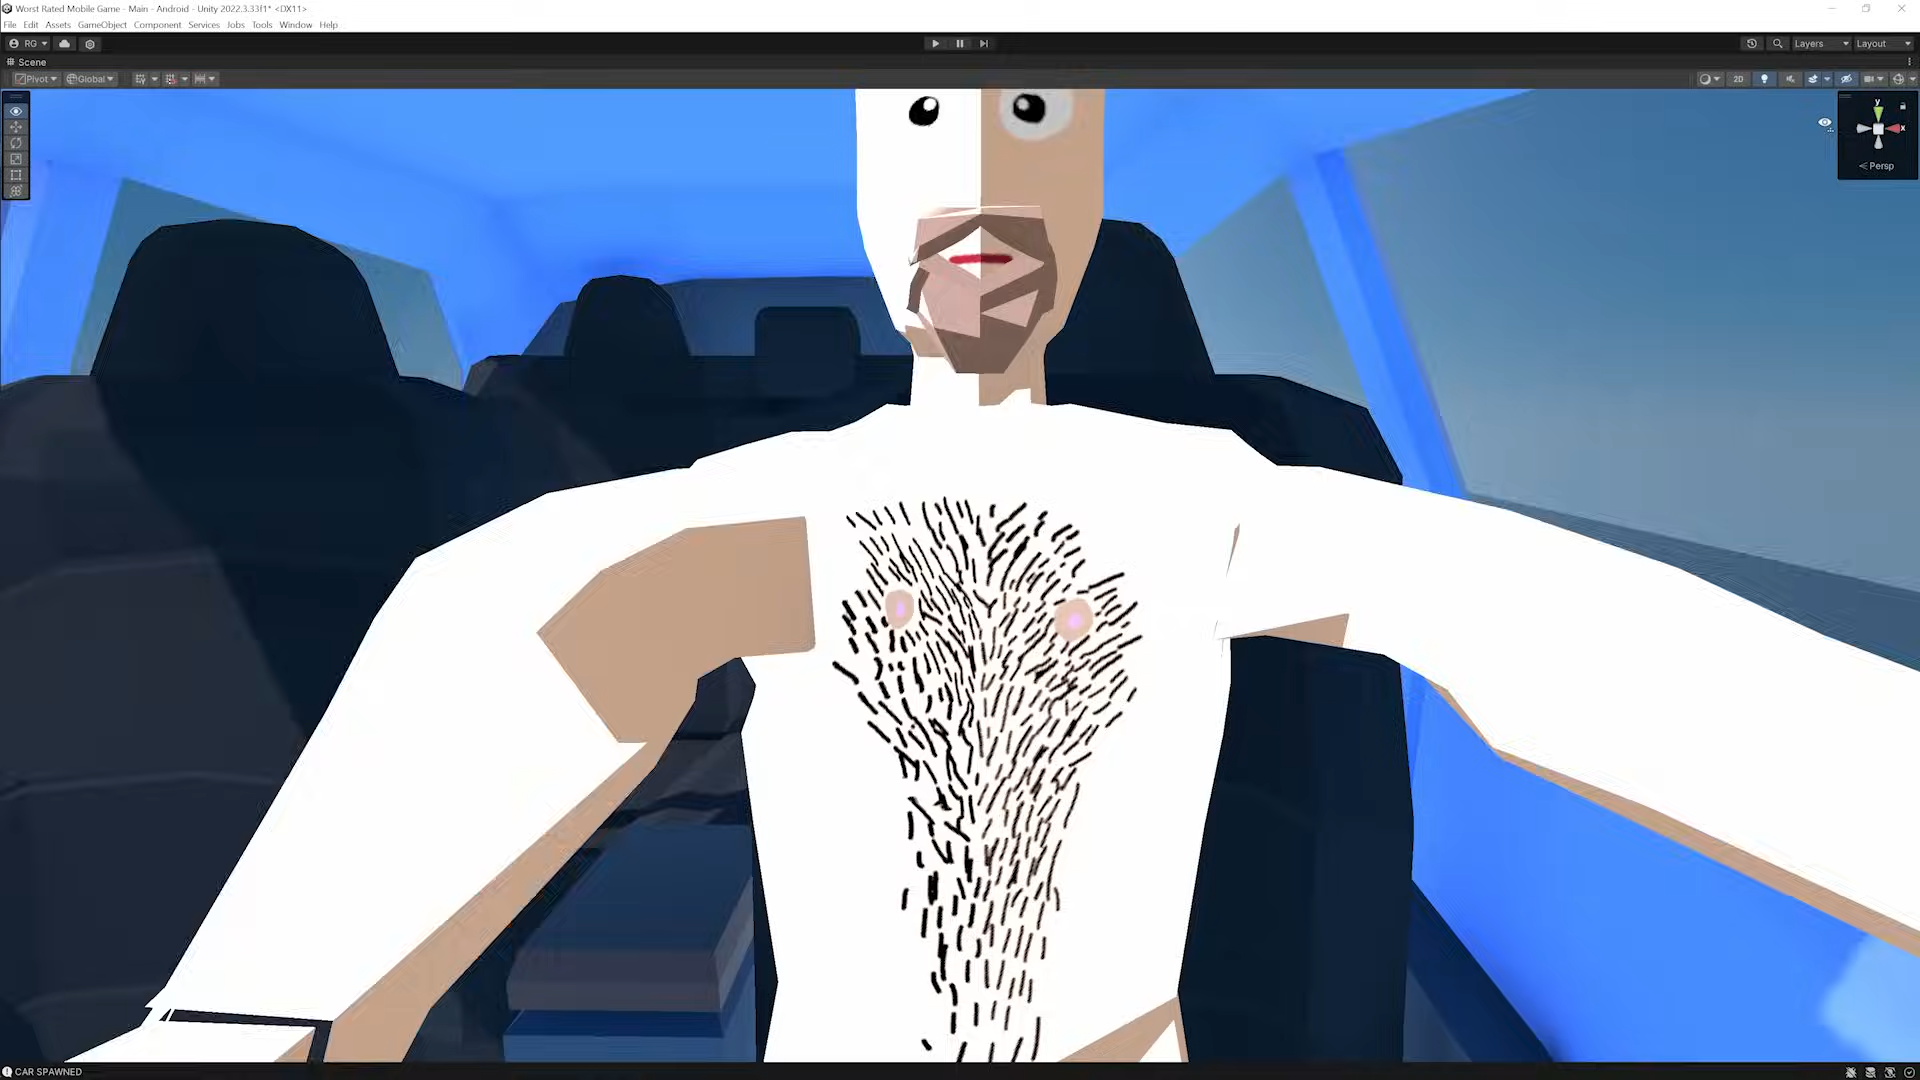 Worst Rated Mobile Game - Main - Android - Unity 2022.3.33f1* <DX11>
File Edit Assets GameObject Component Services Jobs Tools Window Help
RG
Layers
Layout
Scene
Pivot
Global
2D
y
x
< Persp
CAR SPAWNED